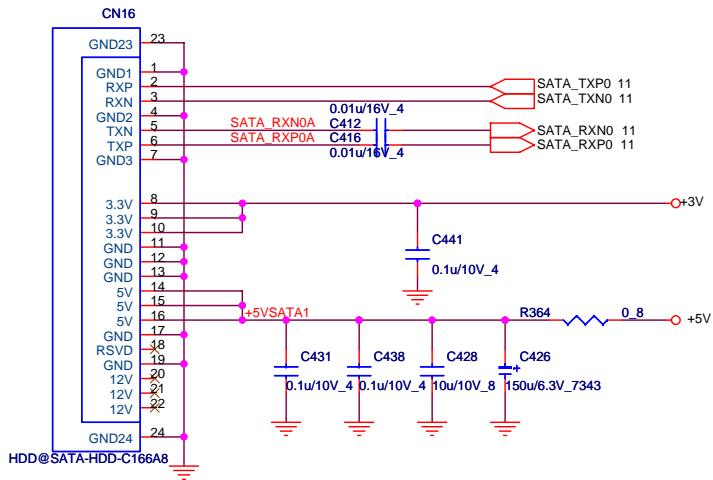 CN16
GND23 23
GND1 1
RXP 2 SATA_TXP0 11
RXN 3 SATA_TXN0 11
GND2 4 0.01u/16V_4
TXN 5 SATA_RXN0A C412 SATA_RXN0 11
TXP 6 SATA_RXP0A C416 SATA_RXP0 11
GND3 7 0.01u/16V_4
3.3V 8 +3V
3.3V 9
3.3V 10
GND 11 C441
GND 12
GND 13 0.1u/10V_4
5V 14
5V 15
5V 16 +5VSATA1 R364 0_8 +5V
GND 17
RSVD 18
GND 19 C431 C438 C428 C426
12V 20 0.1u/10V_4 0.1u/10V_4 10u/10V_8 + 150u/6.3V_7343
12V 21
12V 22
GND24 24
HDD@SATA-HDD-C166A8